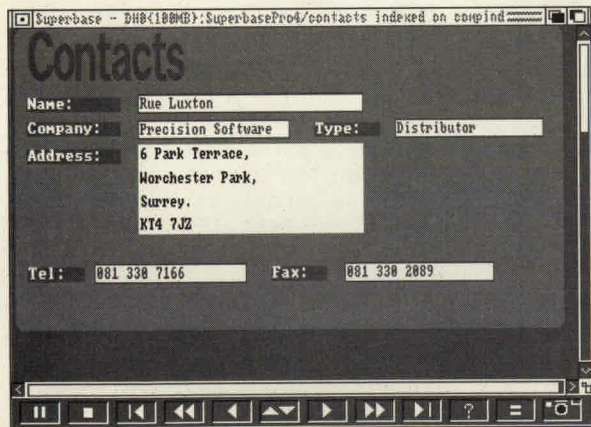 Superbase - DH0{100MB}:SuperbasePro4/contacts indexed on compind
Contacts
Name: Rue Luxton
Company: Precision Software Type: Distributor
Address: 6 Park Terrace,
Worchester Park,
Surrey.
KT4 7JZ
Tel: 081 330 7166 Fax: 081 330 2089
? =